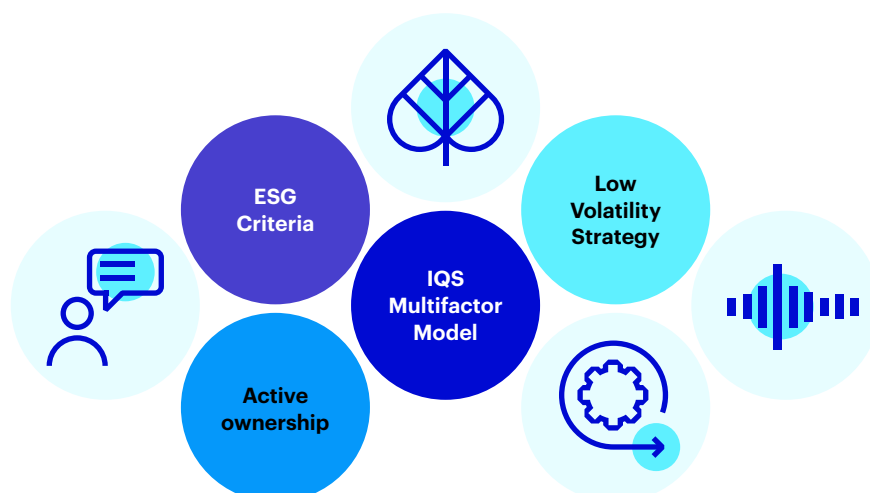 ESG
Criteria
Low
Volatility
Strategy
IQS
Multifactor
Model
Active
ownership